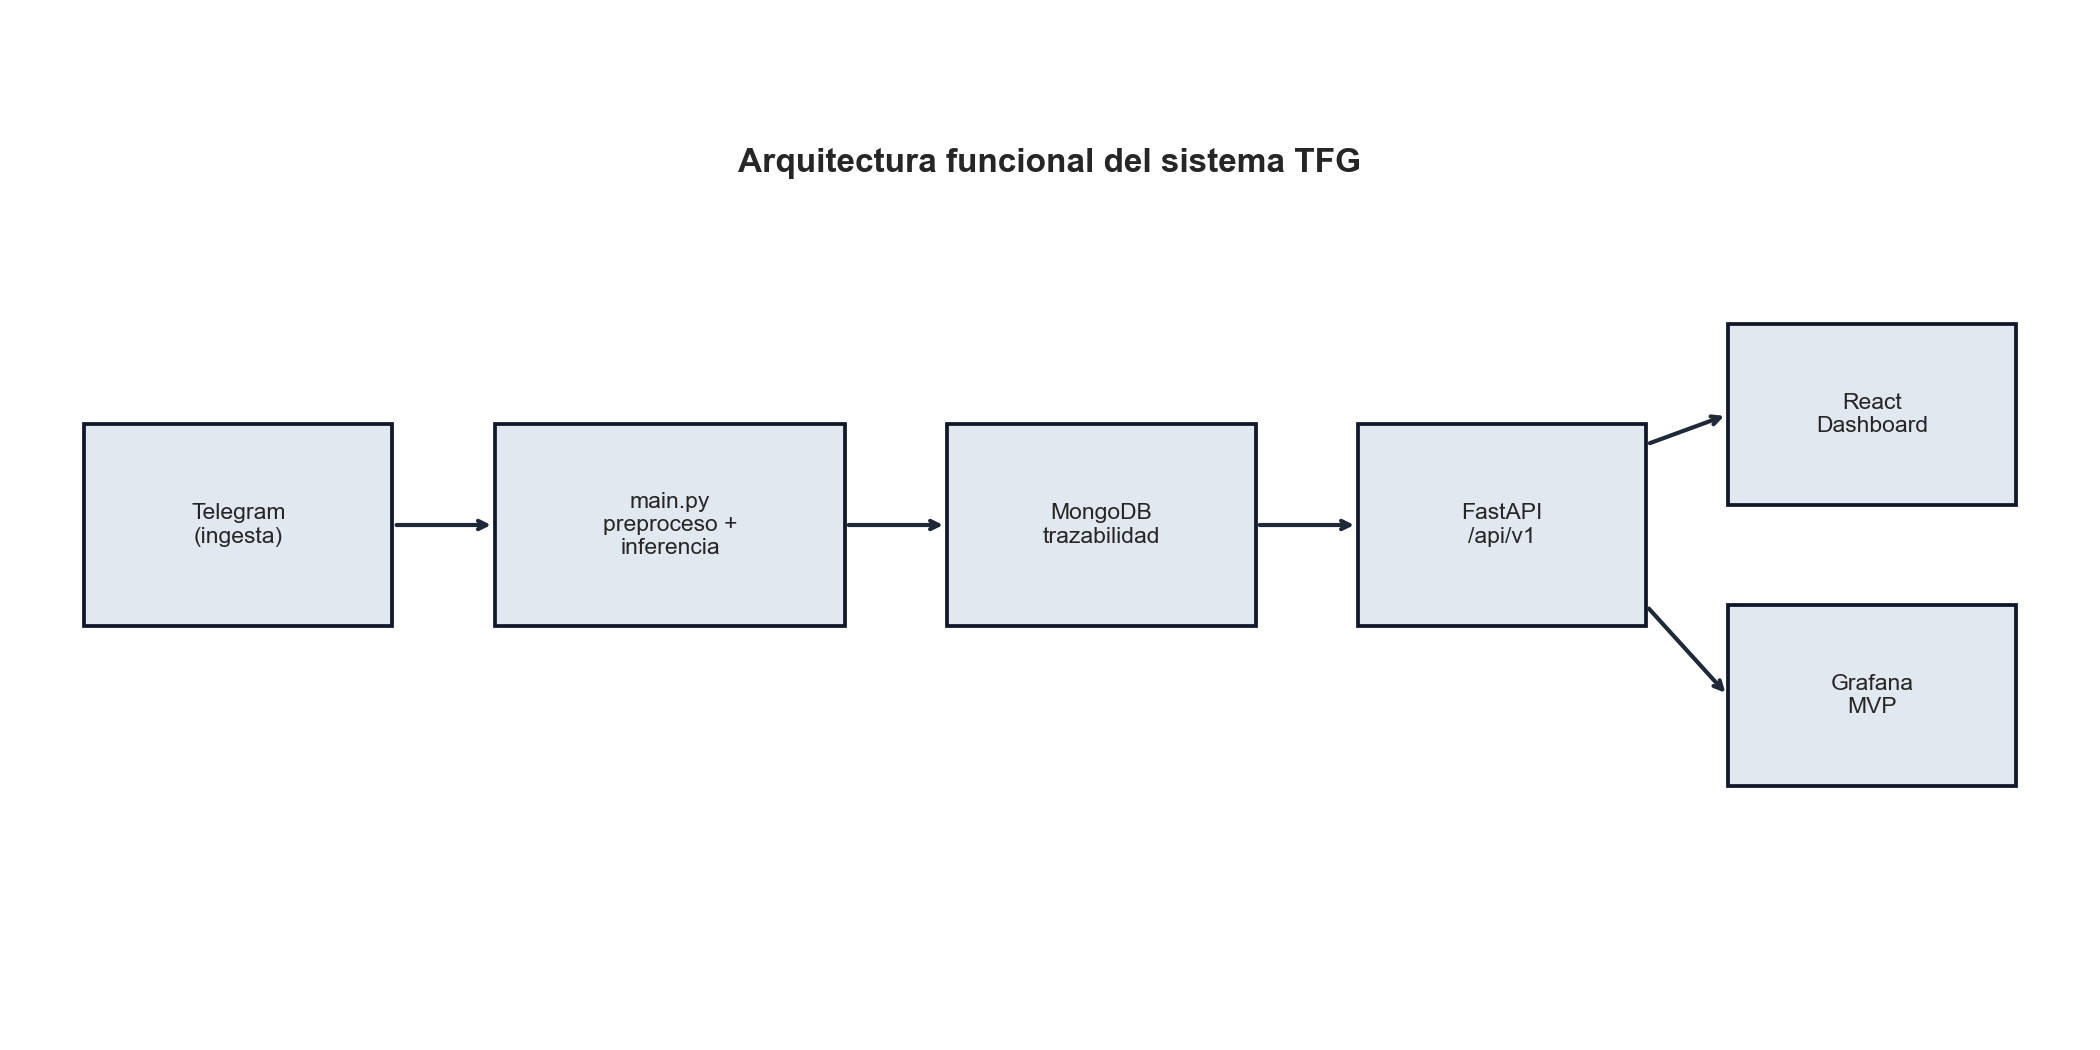 Arquitectura funcional del sistema TFG
Telegram
(ingesta)
main.py
preproceso +
inferencia
MongoDB
trazabilidad
FastAPI
/api/v1
React
Dashboard
Grafana
MVP